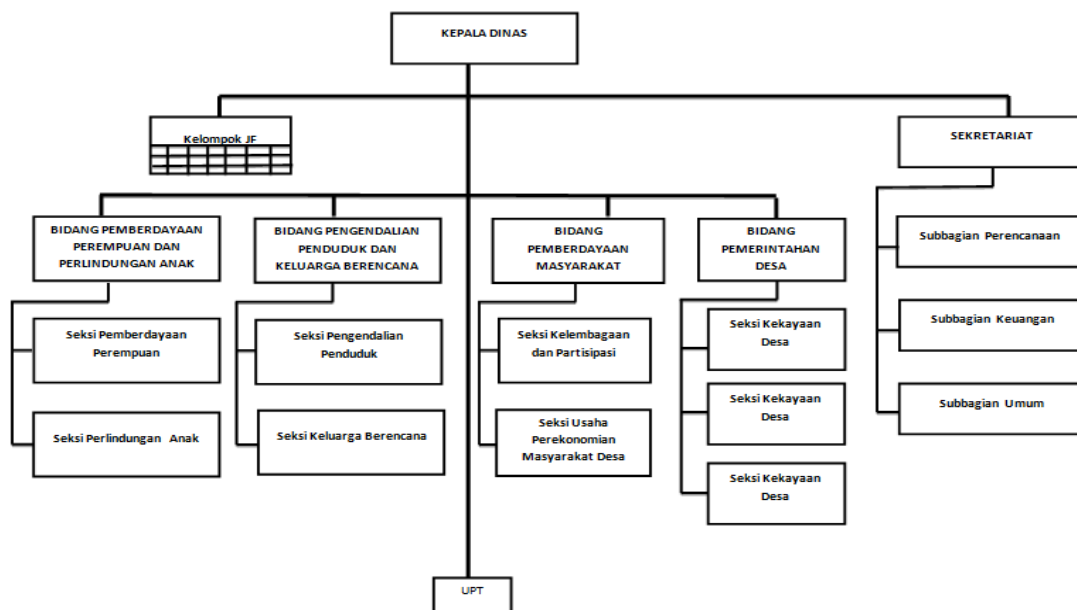 KEPALA DINAS
Kelompok JF
SEKRETARIAT
BIDANG PEMBERDAYAAN
PEREMPUAN DAN
PERLINDUNGAN ANAK
BIDANG PENGENDALIAN
PENDUDUK DAN
KELUARGA BERENCANA
BIDANG
PEMBERDAYAAN
MASYARAKAT
BIDANG
PEMERINTAHAN
DESA
Subbagian Perencanaan
Subbagian Keuangan
Subbagian Umum
Seksi Pemberdayaan
Perempuan
Seksi Perlindungan Anak
Seksi Pengendalian
Penduduk
Seksi Keluarga Berencana
Seksi Kelembagaan
dan Partisipasi
Seksi Usaha
Perekonomian
Masyarakat Desa
Seksi Kekayaan
Desa
Seksi Kekayaan
Desa
Seksi Kekayaan
Desa
UPT